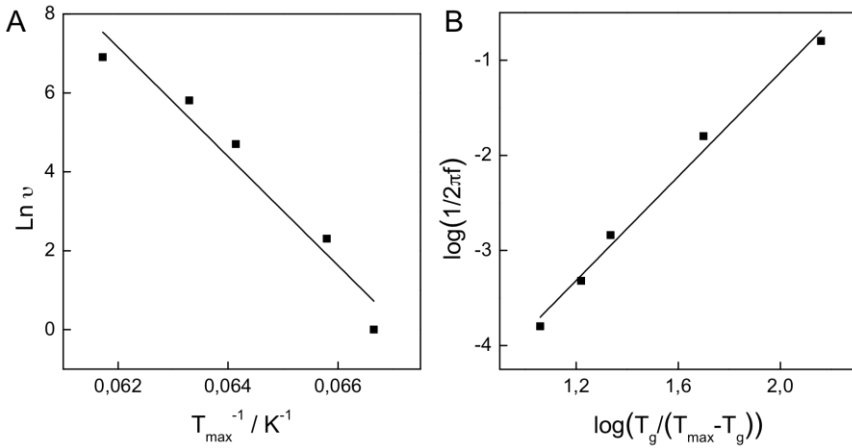 A
8
6
4
2
0
Ln υ
0,062
0,064
0,066
T_max^-1 / K^-1
B
-1
-2
-3
-4
log(1/2πf)
1,2
1,6
2,0
log(T_g/(T_max-T_g))